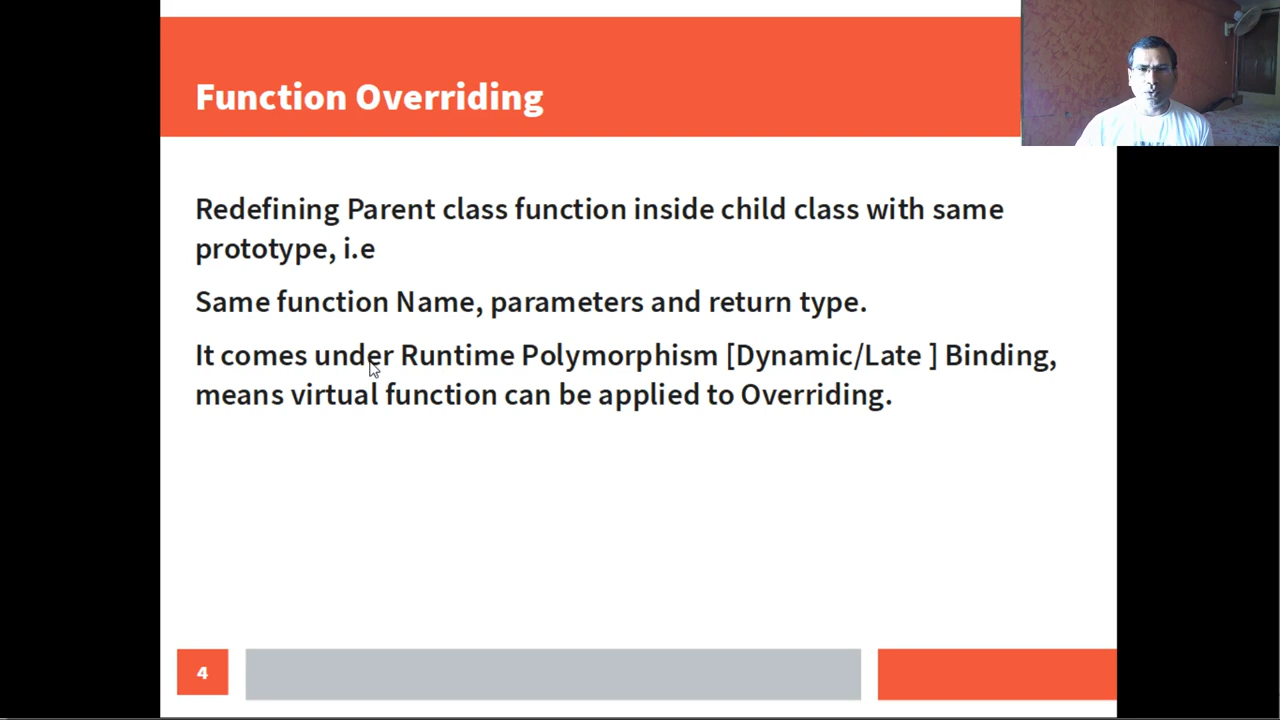 Function Overriding
Redefining Parent class function inside child class with same
prototype, i.e
Same function Name, parameters and return type.
It comes under Runtime Polymorphism [Dynamic/Late ] Binding,
means virtual function can be applied to Overriding.
4